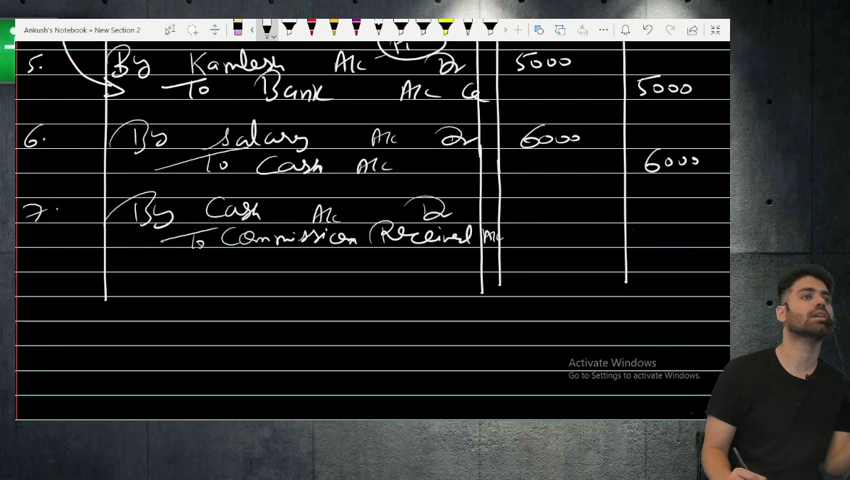 Ankush's Notebook » New Section 2
5. By Kamlesh A/c Dr 5000
To Bank A/c Cr 5000
6. By Salary A/c Dr 6000
To Cash A/c 6000
7. By Cash A/c Dr
To Commission Received A/c
Activate Windows
Go to Settings to activate Windows.